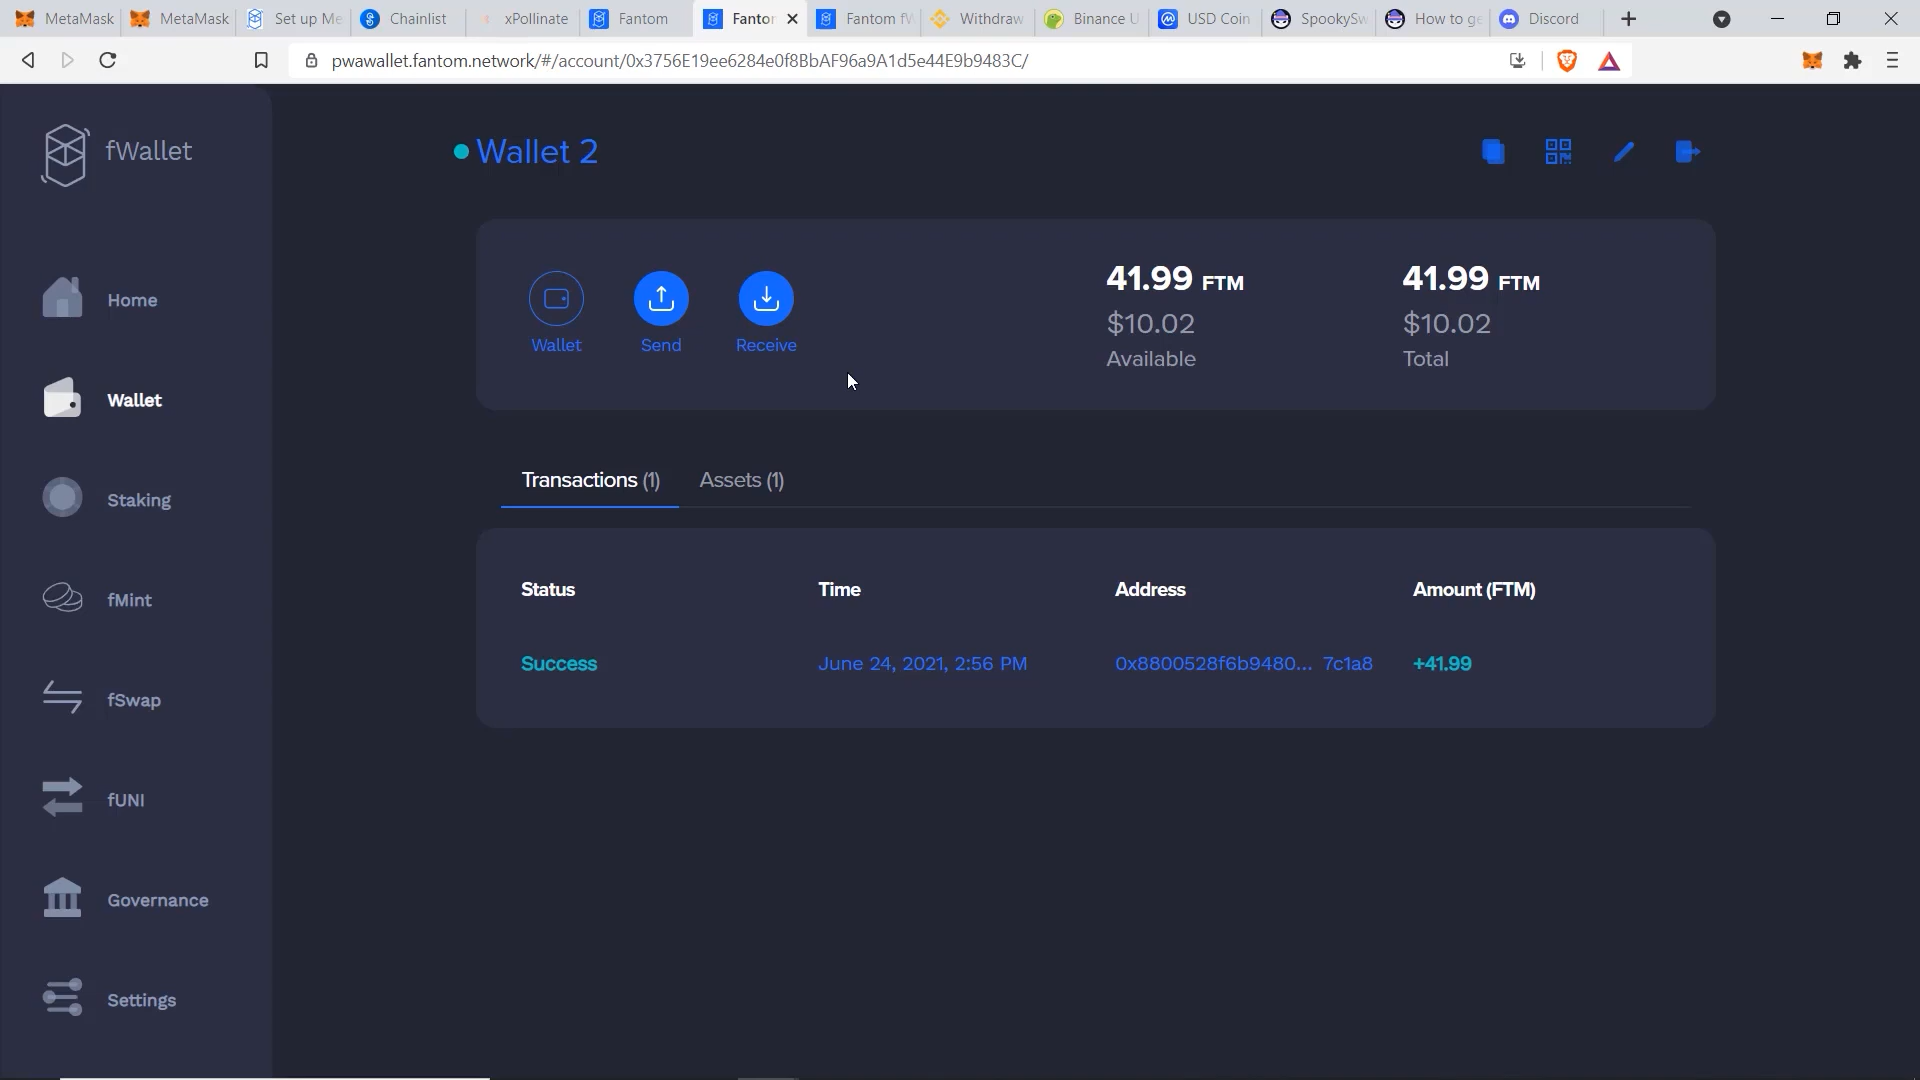 MetaMask MetaMask Set up Me Chainlist xPollinate Fantom Fantom Fantom fW Withdraw Binance U USD Coin SpookySw How to ge Discord
pwawallet.fantom.network/#/account/0x3756E19ee6284e0f8BbAF96a9A1d5e44E9b9483C/
fWallet
Home
Wallet
Staking
fMint
fSwap
fUNI
Governance
Settings
Wallet 2
Wallet Send Receive
41.99 FTM
$10.02
Available
41.99 FTM
$10.02
Total
Transactions (1) Assets (1)
Status Time Address Amount (FTM)
Success June 24, 2021, 2:56 PM 0x8800528f6b9480... 7c1a8 +41.99